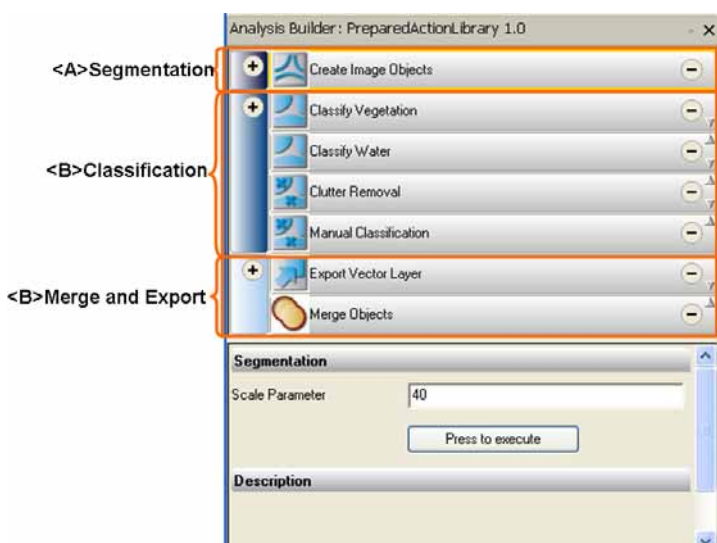 Analysis Builder: PreparedActionLibrary 1.0
<A>Segmentation
Create Image Objects
Classify Vegetation
Classify Water
<B>Classification
Clutter Removal
Manual Classification
Export Vector Layer
<B>Merge and Export
Merge Objects
Segmentation
Scale Parameter 40
Press to execute
Description